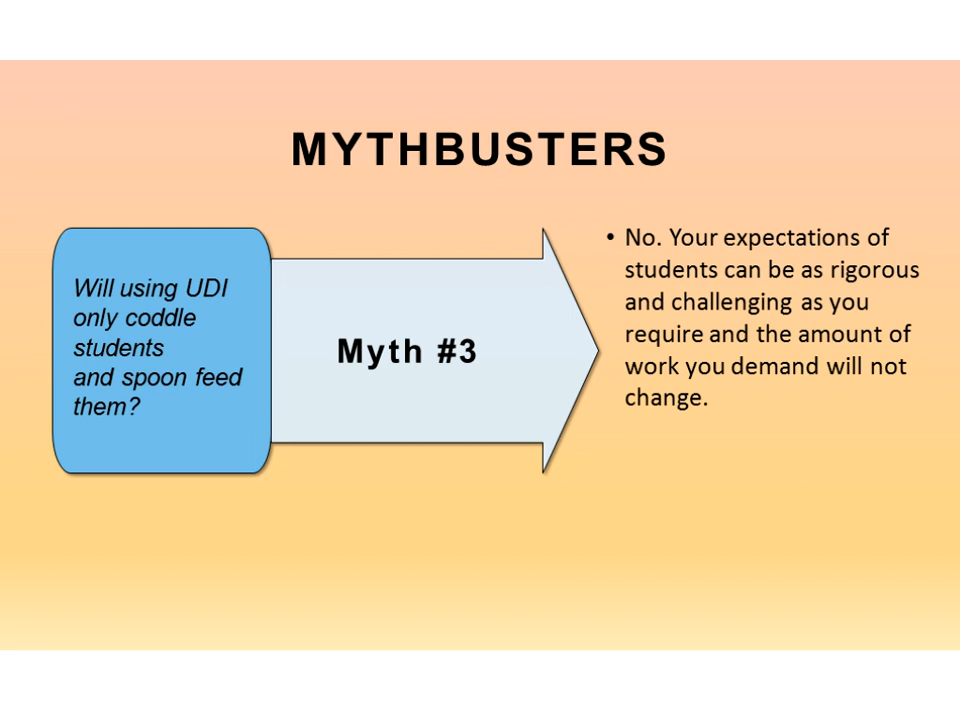 MYTHBUSTERS
Will using UDI
only coddle
students
and spoon feed
them?
Myth #3
• No. Your expectations of
students can be as rigorous
and challenging as you
require and the amount of
work you demand will not
change.